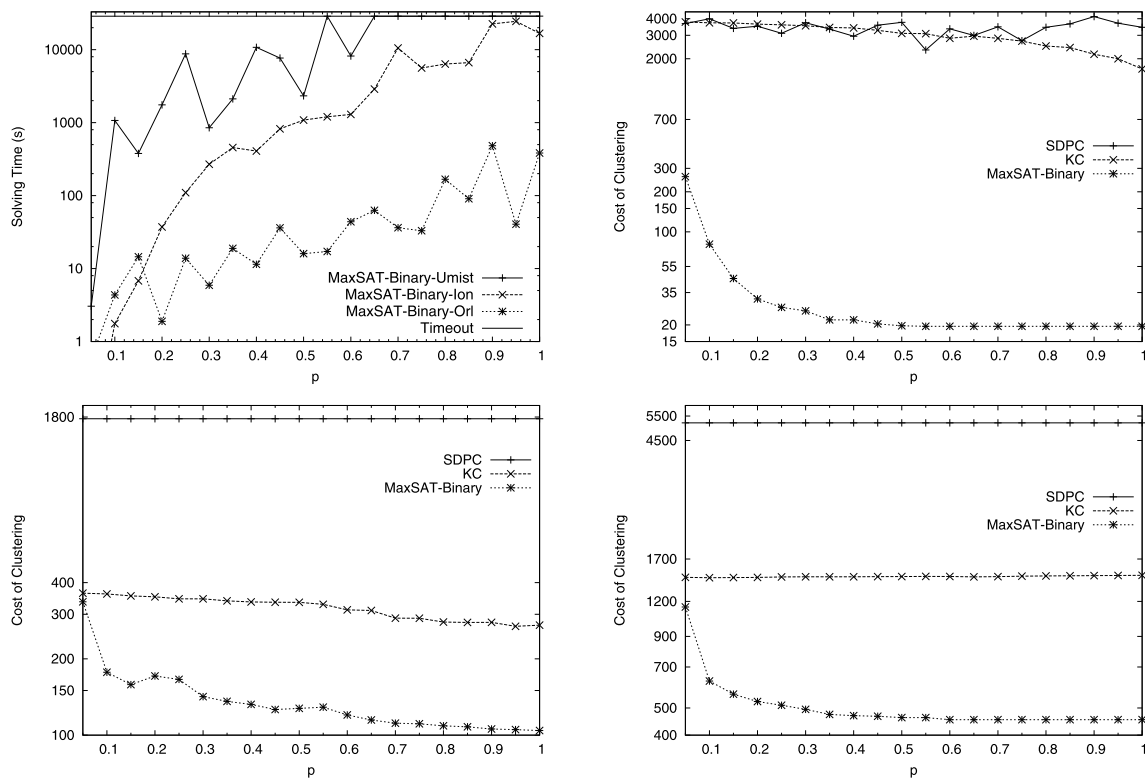 10000
1000
100
10
1
Solving Time (s)
MaxSAT-Binary-Umist
MaxSAT-Binary-Ion
MaxSAT-Binary-Orl
Timeout
0.1 0.2 0.3 0.4 0.5 0.6 0.7 0.8 0.9 1
p
4000
3000
2000
700
300
200
150
100
55
35
20
15
Cost of Clustering
SDPC
KC
MaxSAT-Binary
0.1 0.2 0.3 0.4 0.5 0.6 0.7 0.8 0.9 1
p
1800
400
300
200
150
100
Cost of Clustering
SDPC
KC
MaxSAT-Binary
0.1 0.2 0.3 0.4 0.5 0.6 0.7 0.8 0.9 1
p
5500
4500
1700
1200
900
700
500
400
Cost of Clustering
SDPC
KC
MaxSAT-Binary
0.1 0.2 0.3 0.4 0.5 0.6 0.7 0.8 0.9 1
p